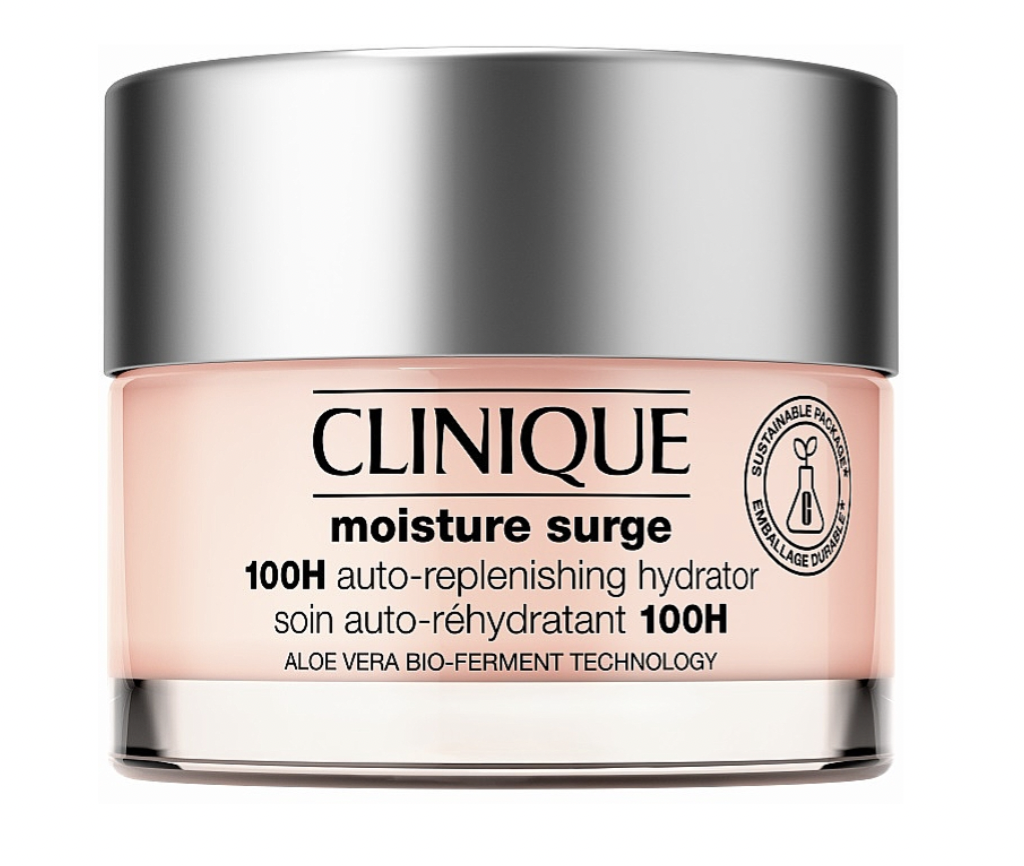 CLINIQUE
moisture surge
100H auto-replenishing hydrator
soin auto-réhydratant 100H
ALOE VERA BIO-FERMENT TECHNOLOGY
SUSTAINABLE PACKAGE*
EMBALLAGE DURABLE*
C